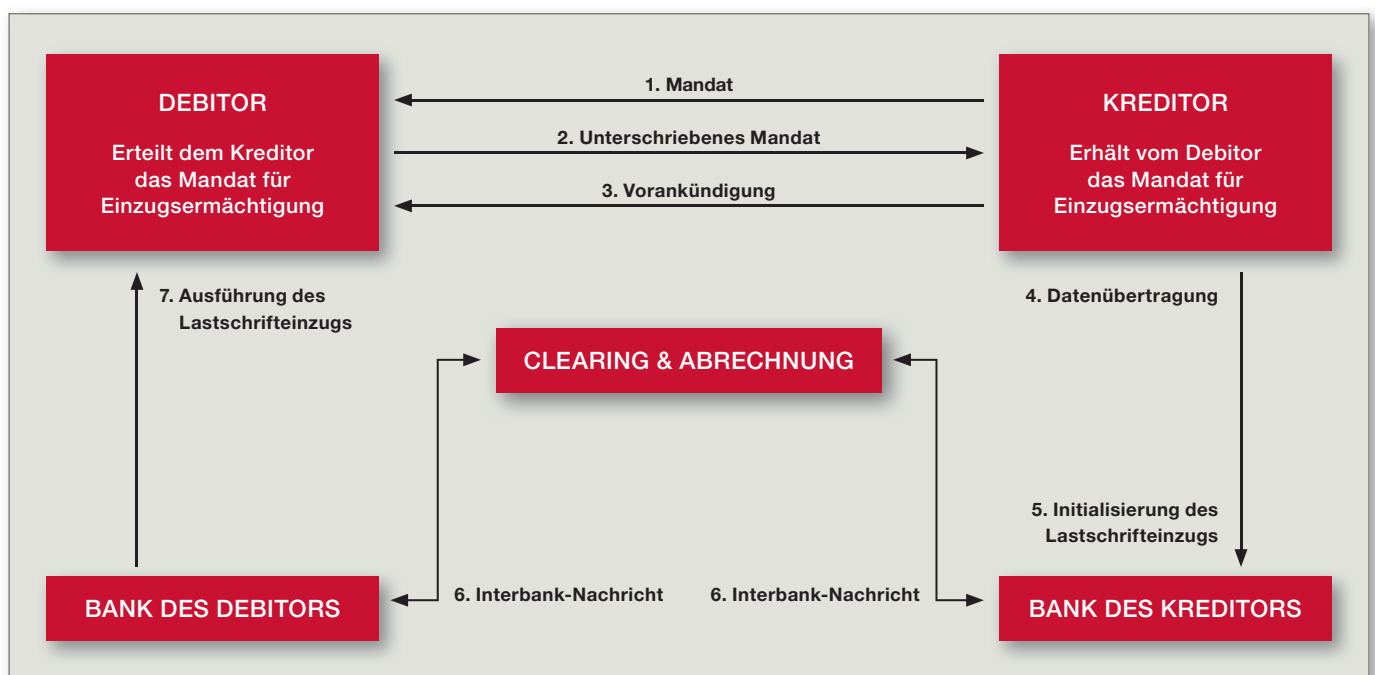 DEBITOR
Erteilt dem Kreditor
das Mandat für
Einzugsermächtigung
1. Mandat
2. Unterschriebenes Mandat
3. Vorankündigung
KREDITOR
Erhält vom Debitor
das Mandat für
Einzugsermächtigung
7. Ausführung des
Lastschrifteinzugs
4. Datenübertragung
CLEARING & ABRECHNUNG
5. Initialisierung des
Lastschrifteinzugs
BANK DES DEBITORS
6. Interbank-Nachricht
6. Interbank-Nachricht
BANK DES KREDITORS